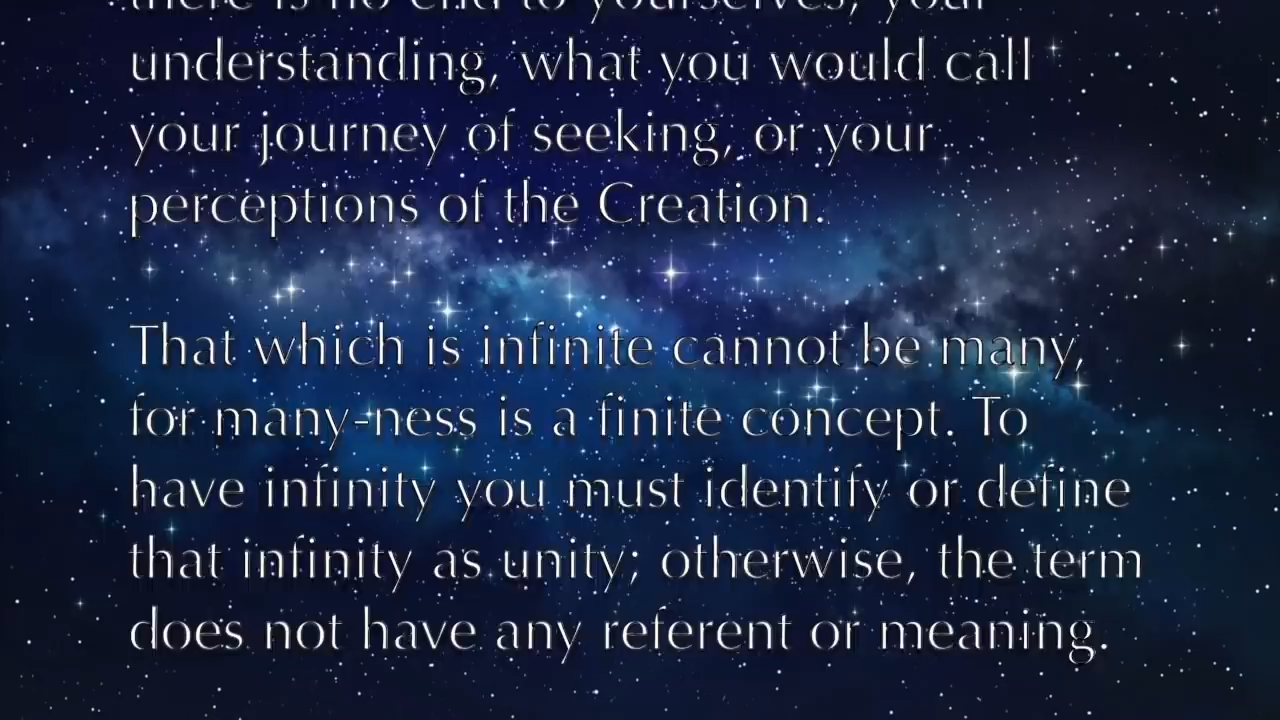 there is no end to yourselves, your
understanding, what you would call
your journey of seeking, or your
perceptions of the Creation.
That which is infinite cannot be many,
for many-ness is a finite concept. To
have infinity you must identify or define
that infinity as unity; otherwise, the term
does not have any referent or meaning.